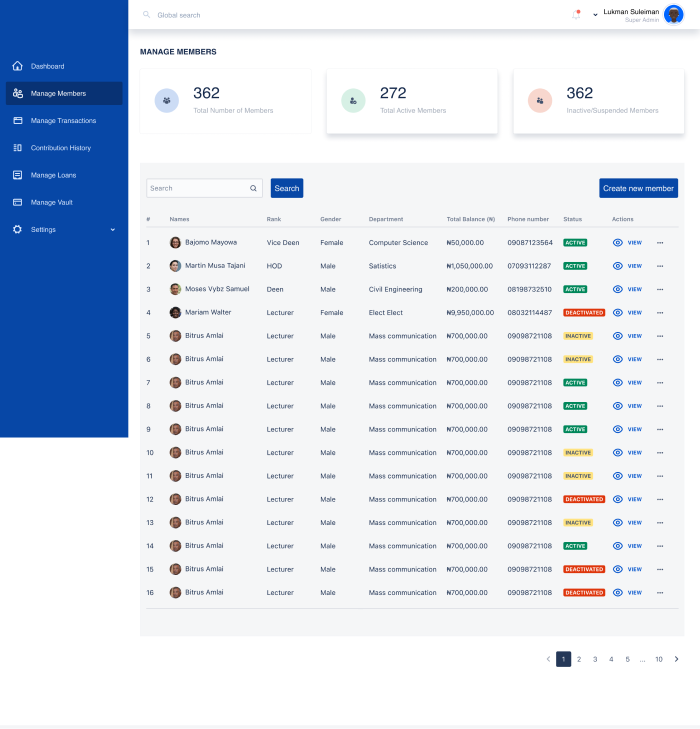 Global search
Lukman Suleiman
Super Admin
Dashboard
Manage Members
Manage Transactions
Contribution History
Manage Loans
Manage Vault
Settings
MANAGE MEMBERS
362
Total Number of Members
272
Total Active Members
362
Inactive/Suspended Members
Search
Search
Create new member
# Names Rank Gender Department Total Balance (₦) Phone number Status Actions
1 Bajomo Mayowa Vice Deen Female Computer Science ₦50,000.00 09087123564 ACTIVE VIEW ...
2 Martin Musa Tajani HOD Male Satistics ₦1,050,000.00 07093112287 ACTIVE VIEW ...
3 Moses Vybz Samuel Deen Male Civil Engineering ₦200,000.00 08198732510 ACTIVE VIEW ...
4 Mariam Walter Lecturer Female Elect Elect ₦9,950,000.00 08032114487 DEACTIVATED VIEW ...
5 Bitrus Amlai Lecturer Male Mass communication ₦700,000.00 09098721108 INACTIVE VIEW ...
6 Bitrus Amlai Lecturer Male Mass communication ₦700,000.00 09098721108 INACTIVE VIEW ...
7 Bitrus Amlai Lecturer Male Mass communication ₦700,000.00 09098721108 ACTIVE VIEW ...
8 Bitrus Amlai Lecturer Male Mass communication ₦700,000.00 09098721108 ACTIVE VIEW ...
9 Bitrus Amlai Lecturer Male Mass communication ₦700,000.00 09098721108 ACTIVE VIEW ...
10 Bitrus Amlai Lecturer Male Mass communication ₦700,000.00 09098721108 INACTIVE VIEW ...
11 Bitrus Amlai Lecturer Male Mass communication ₦700,000.00 09098721108 INACTIVE VIEW ...
12 Bitrus Amlai Lecturer Male Mass communication ₦700,000.00 09098721108 DEACTIVATED VIEW ...
13 Bitrus Amlai Lecturer Male Mass communication ₦700,000.00 09098721108 INACTIVE VIEW ...
14 Bitrus Amlai Lecturer Male Mass communication ₦700,000.00 09098721108 ACTIVE VIEW ...
15 Bitrus Amlai Lecturer Male Mass communication ₦700,000.00 09098721108 DEACTIVATED VIEW ...
16 Bitrus Amlai Lecturer Male Mass communication ₦700,000.00 09098721108 DEACTIVATED VIEW ...
< 1 2 3 4 5 ... 10 >